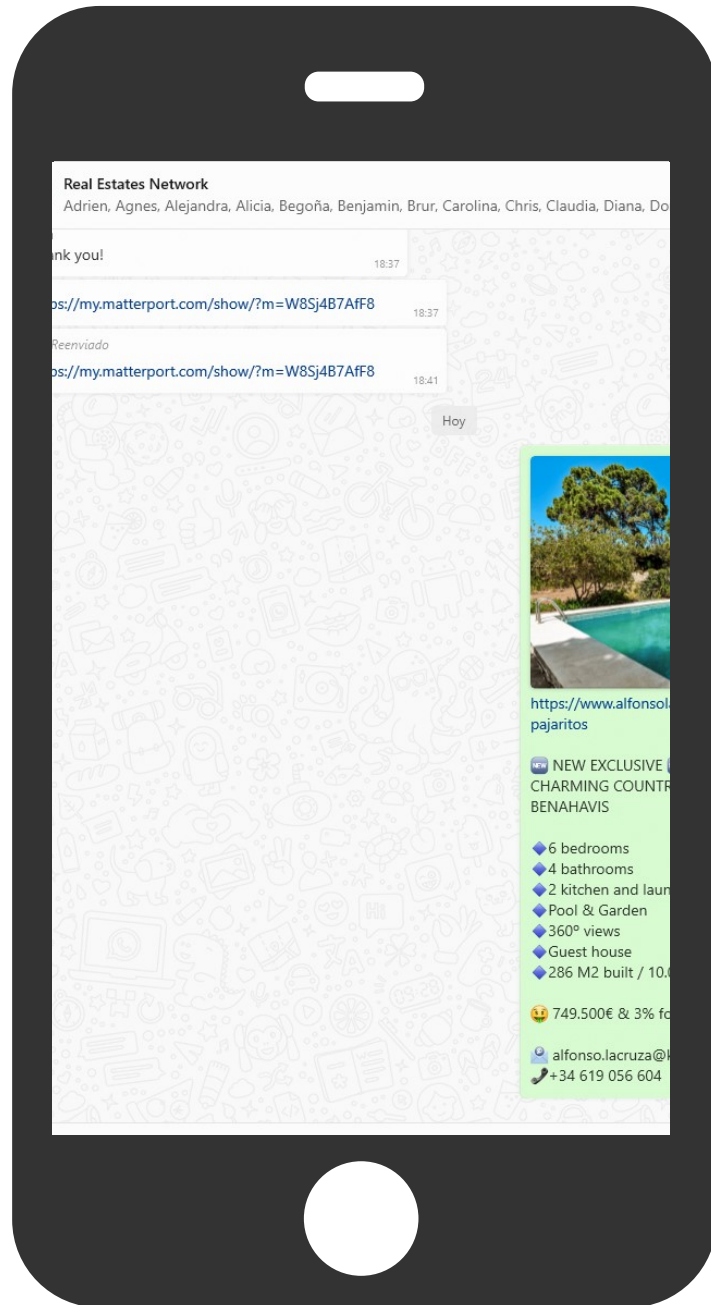 Real Estates Network
Adrien, Agnes, Alejandra, Alicia, Begoña, Benjamin, Brur, Carolina, Chris, Claudia, Diana,
nk you!
18:37
://my.matterport.com/show/?m=W8Sj4B7AfF8
18:37
Reenviado
://my.matterport.com/show/?m=W8Sj4B7AfF8
18:41
Hoy
https://www.alfonsol
pajaritos
NEW EXCLUSIVE
CHARMING COUNTR
BENAHAVIS
6 bedrooms
4 bathrooms
2 kitchen and laun
Pool & Garden
360º views
Guest house
286 M2 built / 10.
749.500€ & 3% fo
alfonso.lacruza@
+34 619 056 604